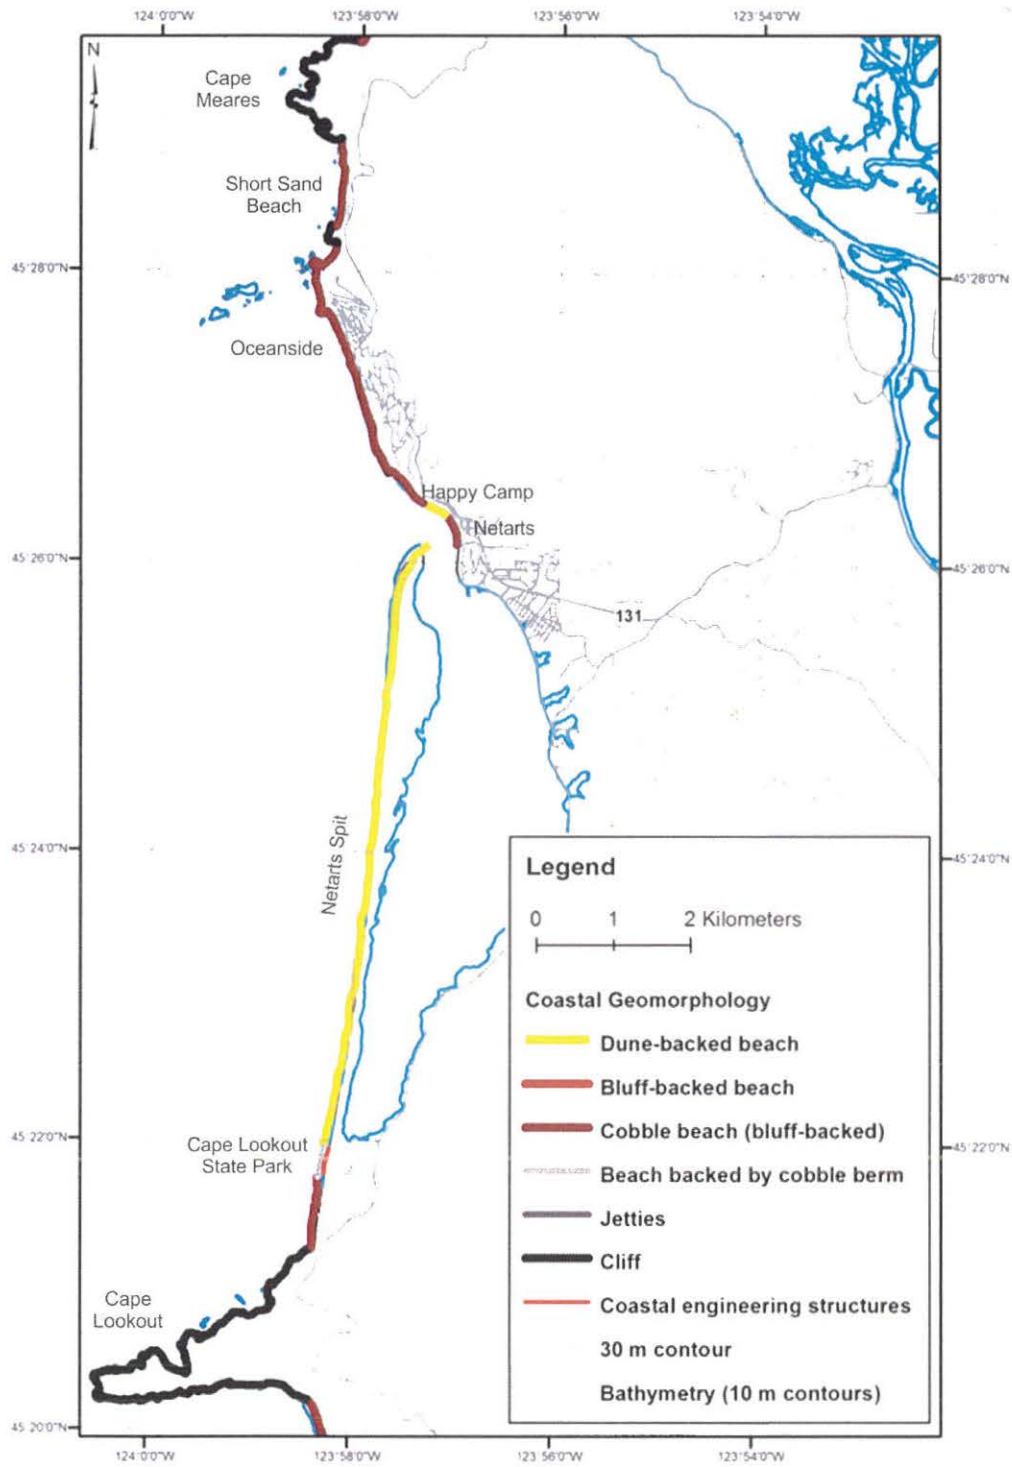 124°0'0"W
123°58'0"W
123°56'0"W
123°54'0"W
N
Cape
Meares
Short Sand
Beach
45°28'0"N
45°28'0"N
Oceanside
Happy Camp
Netarts
45°26'0"N
45°26'0"N
131
Netarts Spit
45°24'0"N
45°24'0"N
Legend
0 1 2 Kilometers
Coastal Geomorphology
Dune-backed beach
Bluff-backed beach
Cobble beach (bluff-backed)
Beach backed by cobble berm
Jetties
Cliff
Coastal engineering structures
30 m contour
Bathymetry (10 m contours)
45°22'0"N
45°22'0"N
Cape Lookout
State Park
Cape
Lookout
45°20'0"N
124°0'0"W
123°58'0"W
123°56'0"W
123°54'0"W